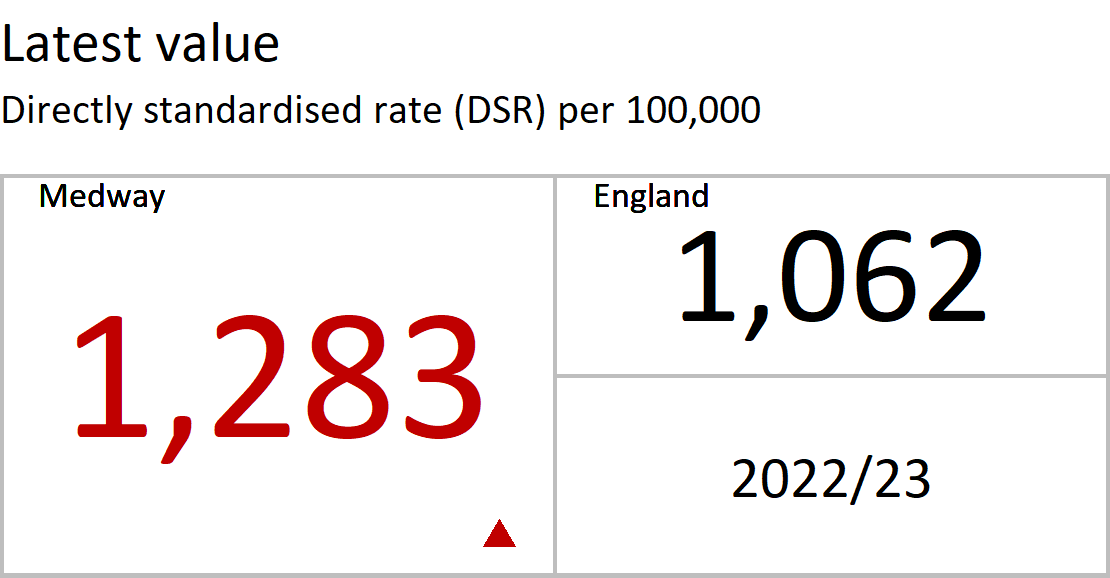 Latest value
Directly standardised rate (DSR) per 100,000
Medway
1,283
England
1,062
2022/23